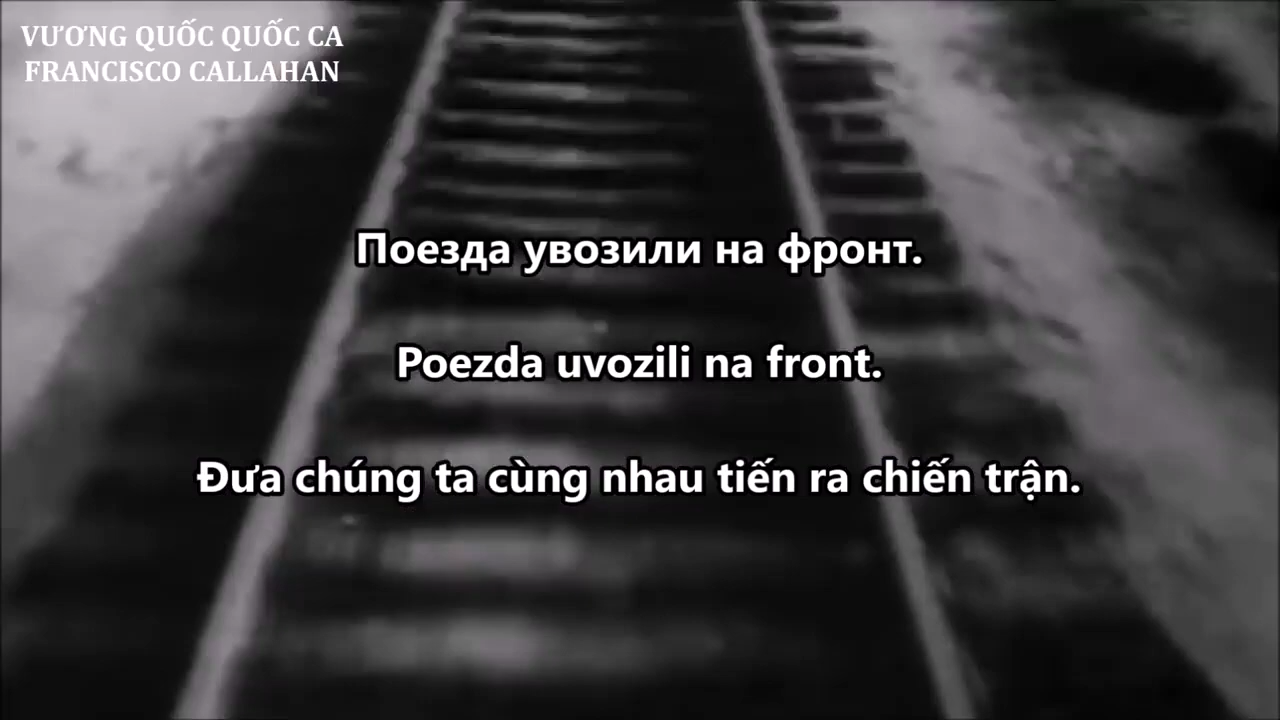 VƯƠNG QUỐC QUỐC CA
FRANCISCO CALLAHAN
Поезда увозили на фронт.
Poezda uvozili na front.
Đưa chúng ta cùng nhau tiến ra chiến trận.